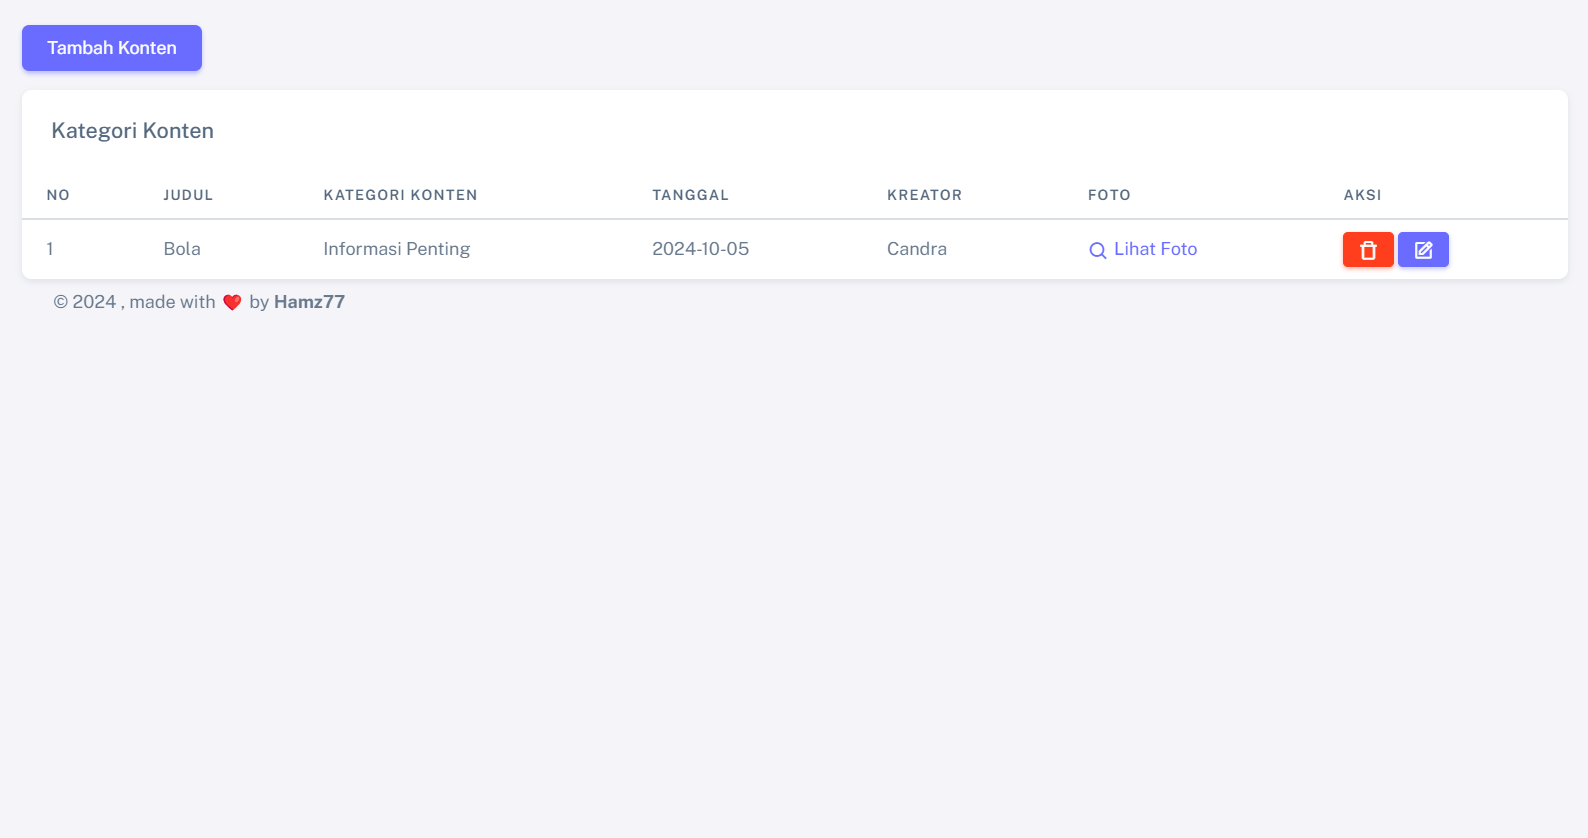 Tambah Konten
Kategori Konten
NO JUDUL KATEGORI KONTEN TANGGAL KREATOR FOTO AKSI
1 Bola Informasi Penting 2024-10-05 Candra Lihat Foto
© 2024 , made with ❤️ by Hamz77